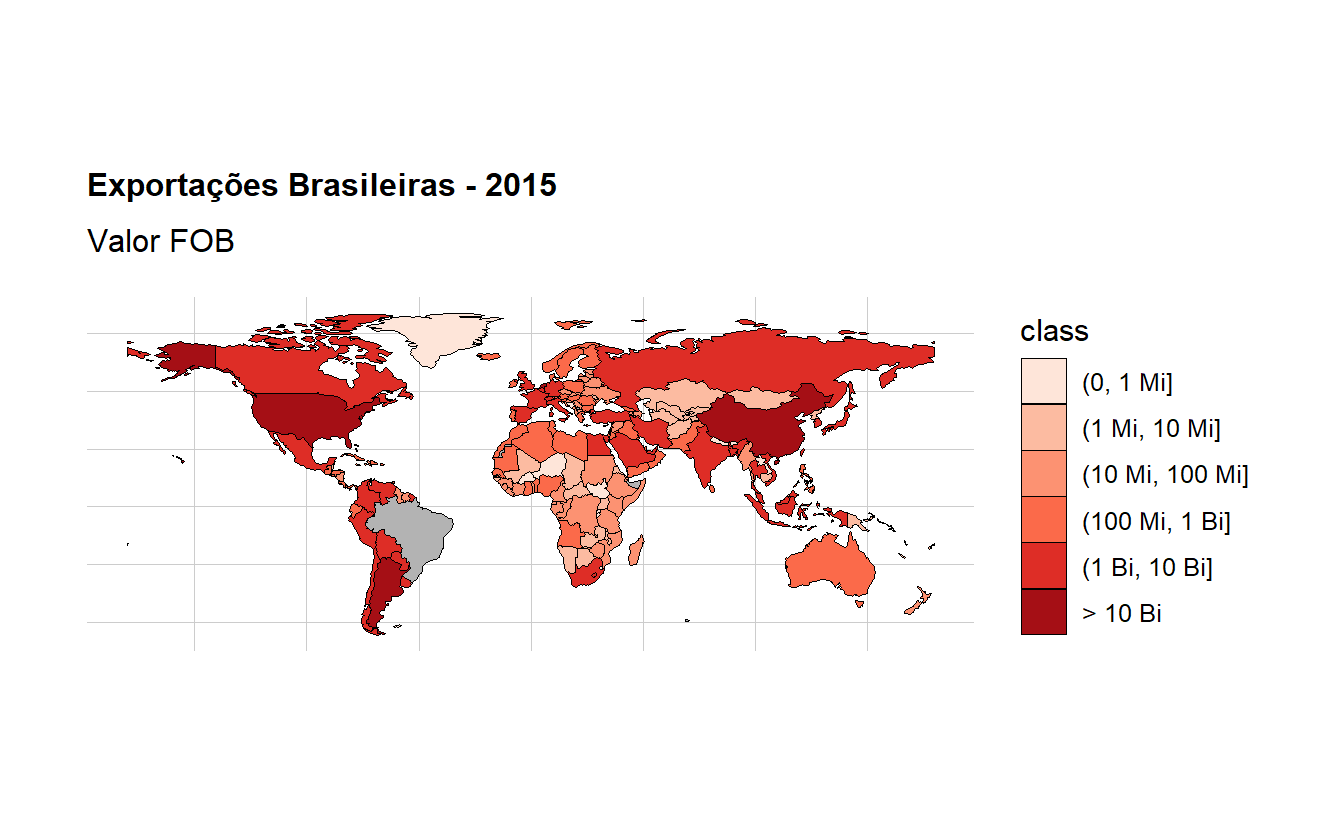 Exportações Brasileiras - 2015
Valor FOB
class
(0, 1 Mi]
(1 Mi, 10 Mi]
(10 Mi, 100 Mi]
(100 Mi, 1 Bi]
(1 Bi, 10 Bi]
> 10 Bi